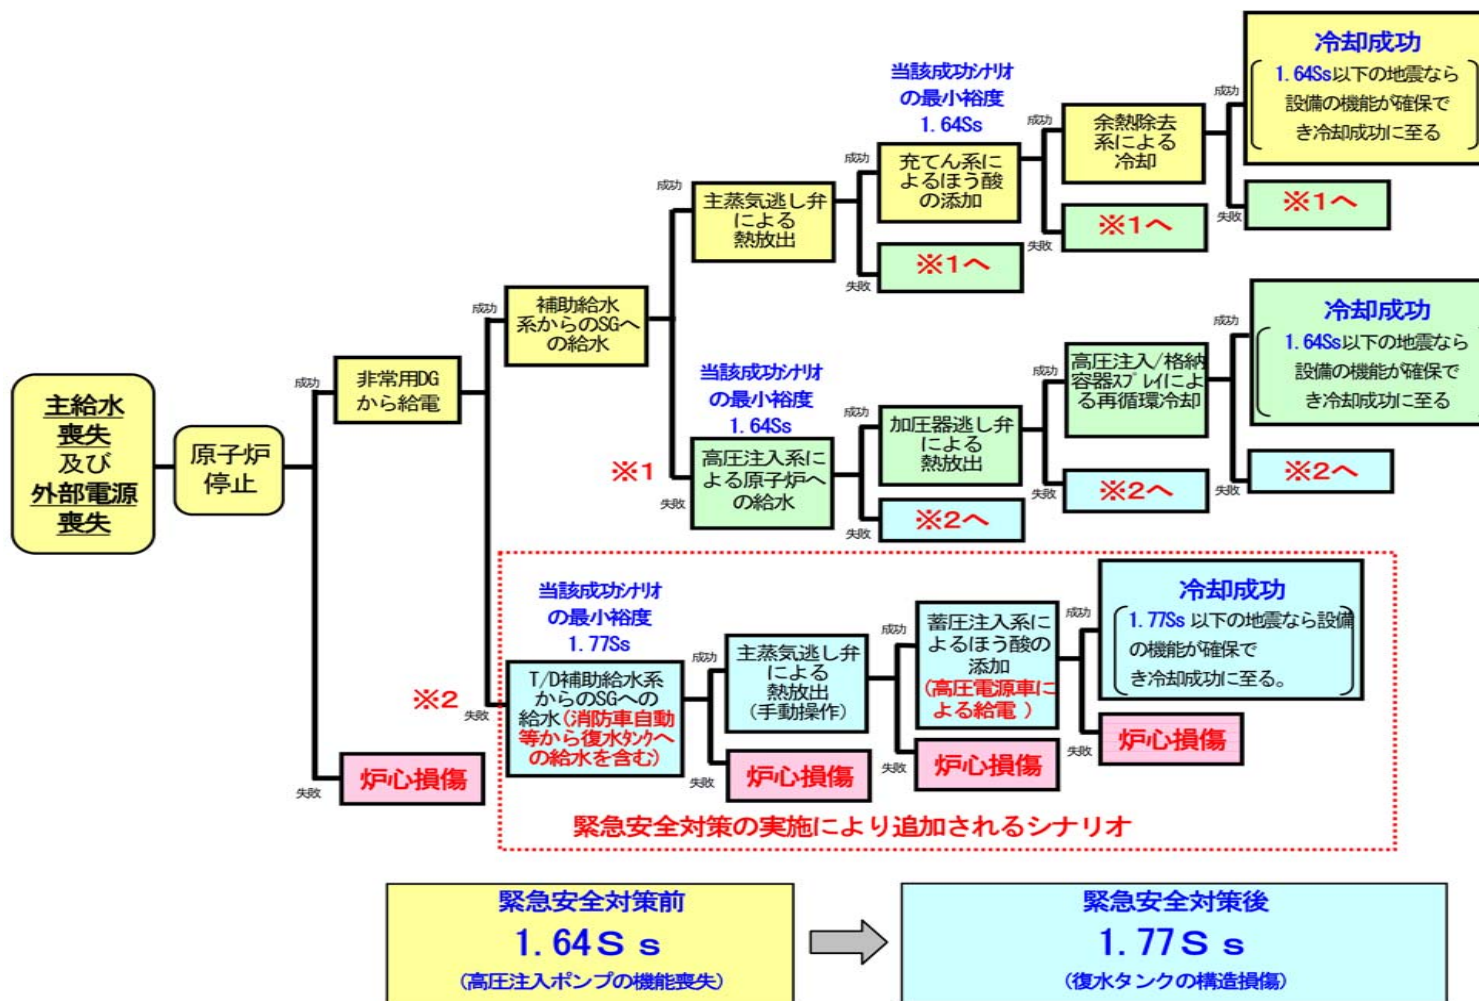 主給水
喪失
及び
外部電源
喪失
原子炉
停止
成功
非常用DG
から給電
失敗
炉心損傷
成功
補助給水
系からのSGへ
の給水
成功
主蒸気逃し弁
による
熱放出
成功
当該成功シナリオ
の最小裕度
1.64Ss
充てん系に
よるほう酸
の添加
失敗
※1へ
成功
余熱除去
系による
冷却
失敗
※1へ
成功
冷却成功
1.64Ss以下の地震なら
設備の機能が確保で
き冷却成功に至る
失敗
※1へ
※1
失敗
当該成功シナリオ
の最小裕度
1.64Ss
高圧注入系に
よる原子炉へ
の給水
成功
加圧器逃し弁
による
熱放出
失敗
※2へ
成功
高圧注入/格納
容器スプレイによ
る再循環冷却
失敗
※2へ
成功
冷却成功
1.64Ss以下の地震なら
設備の機能が確保で
き冷却成功に至る
失敗
※2へ
※2
失敗
当該成功シナリオ
の最小裕度
1.77Ss
T/D補助給水系
からのSGへの
給水(消防車自動
等から復水タンクへ
の給水を含む)
成功
主蒸気逃し弁
による
熱放出
(手動操作)
失敗
炉心損傷
成功
蓄圧注入系に
よるほう酸の
添加
(高圧電源車に
よる給電 )
失敗
炉心損傷
成功
冷却成功
1.77Ss 以下の地震なら設備
の機能が確保で
き冷却成功に至る。
失敗
炉心損傷
緊急安全対策の実施により追加されるシナリオ
緊急安全対策前
1.64Ss
(高圧注入ポンプの機能喪失)
緊急安全対策後
1.77Ss
(復水タンクの構造損傷)